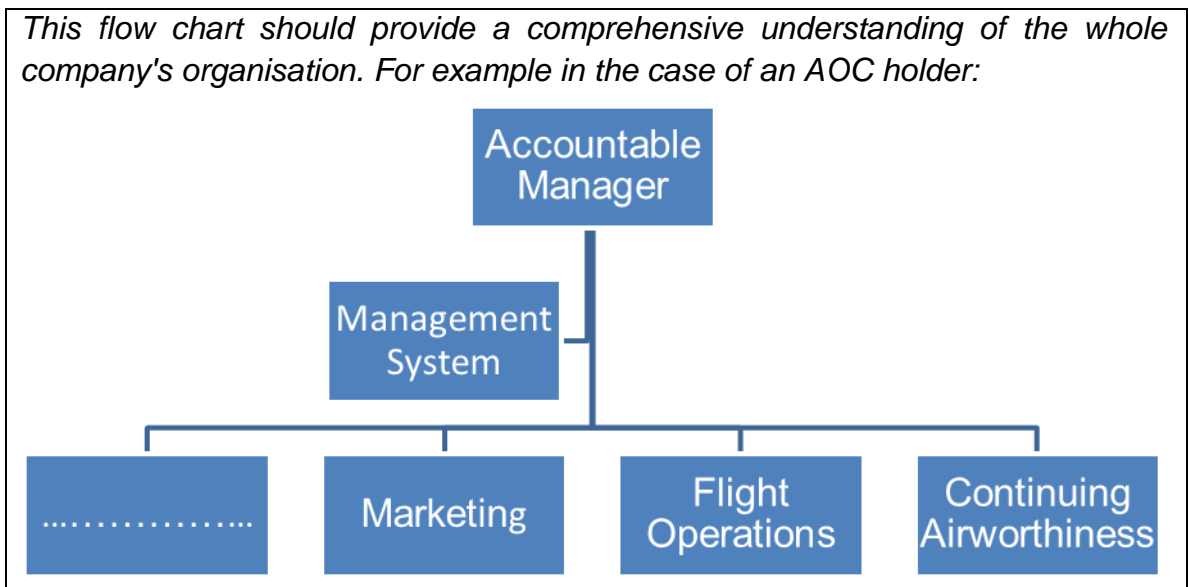 This flow chart should provide a comprehensive understanding of the whole
company's organisation. For example in the case of an AOC holder:
Accountable
Manager
Management
System
...…………...
Marketing
Flight
Operations
Continuing
Airworthiness